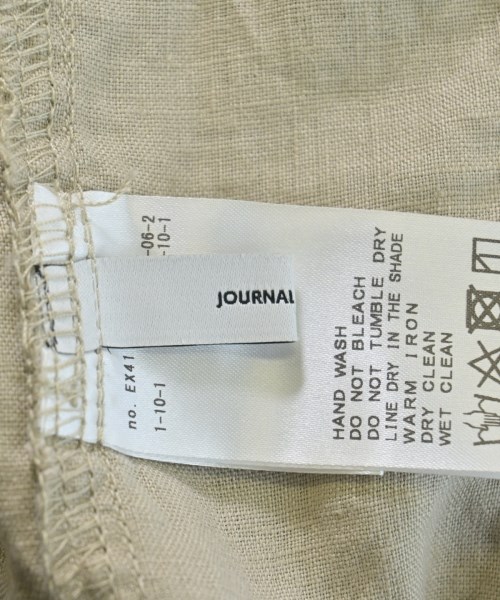 JOURNAL
-06-2
-10-1
no. EX41
1-10-1
HAND WASH
DO NOT BLEACH
DO NOT TUMBLE DRY
LINE DRY IN THE SHADE
WARM IRON
DRY CLEAN
WET CLEAN